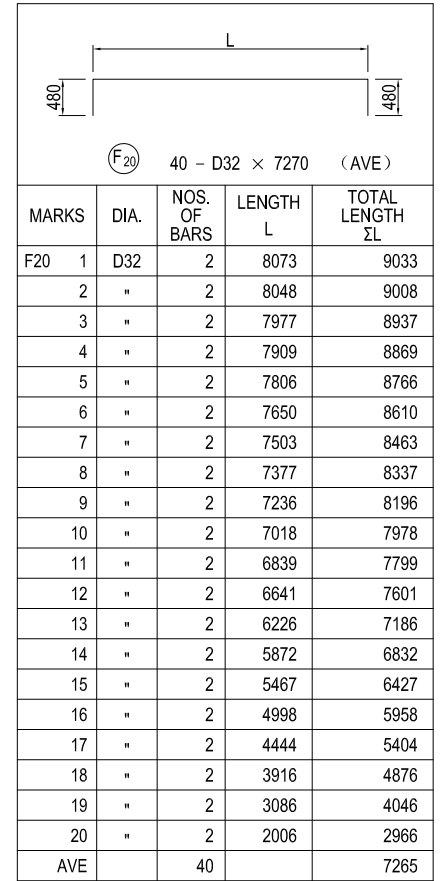 L
480 480
F20 40 - D32 × 7270 (AVE)
MARKS DIA. NOS. OF BARS LENGTH L TOTAL LENGTH ΣL
F20 1 D32 2 8073 9033
2 " 2 8048 9008
3 " 2 7977 8937
4 " 2 7909 8869
5 " 2 7806 8766
6 " 2 7650 8610
7 " 2 7503 8463
8 " 2 7377 8337
9 " 2 7236 8196
10 " 2 7018 7978
11 " 2 6839 7799
12 " 2 6641 7601
13 " 2 6226 7186
14 " 2 5872 6832
15 " 2 5467 6427
16 " 2 4998 5958
17 " 2 4444 5404
18 " 2 3916 4876
19 " 2 3086 4046
20 " 2 2006 2966
AVE 40 7265